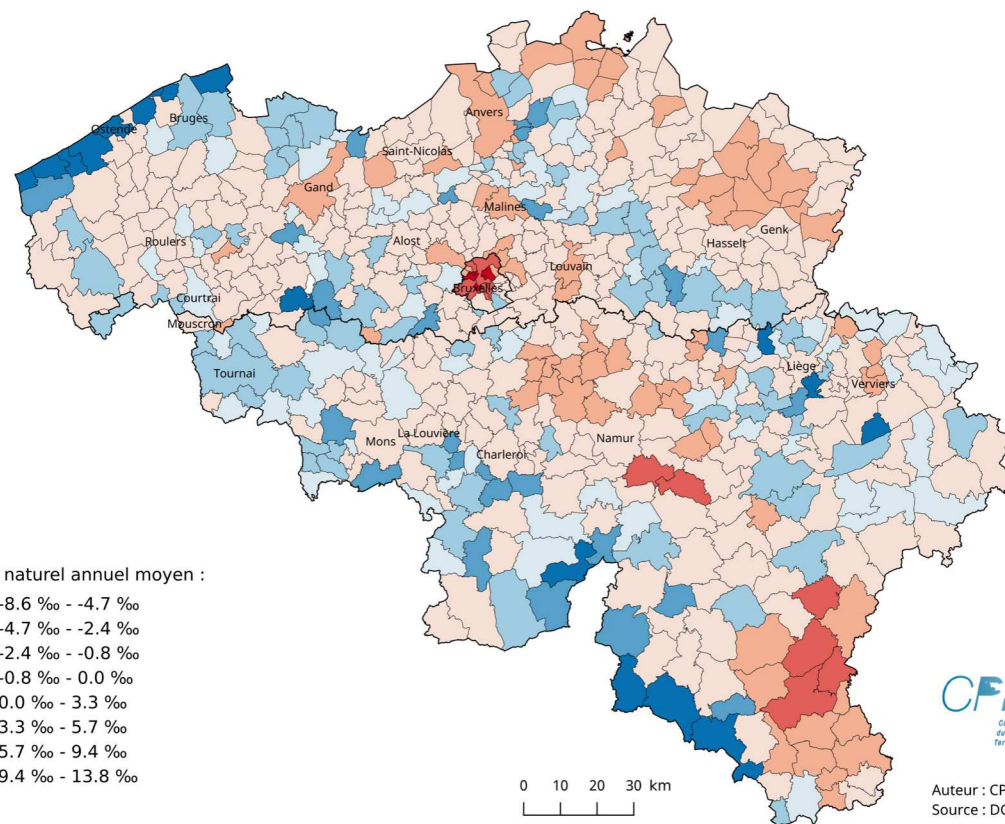 Anvers
Bruges
Ostende
Saint-Nicolas
Gand
Malines
Genk
Roulers
Alost
Hasselt
Louvain
Bruxelles
Courtrai
Mouscron
Liège
Tournai
Verviers
La Louvière
Mons
Namur
Charleroi
naturel annuel moyen :
-8.6 ‰ - -4.7 ‰
-4.7 ‰ - -2.4 ‰
-2.4 ‰ - -0.8 ‰
-0.8 ‰ - 0.0 ‰
0.0 ‰ - 3.3 ‰
3.3 ‰ - 5.7 ‰
5.7 ‰ - 9.4 ‰
9.4 ‰ - 13.8 ‰
0 10 20 30 km
Auteur : CP
Source : DG